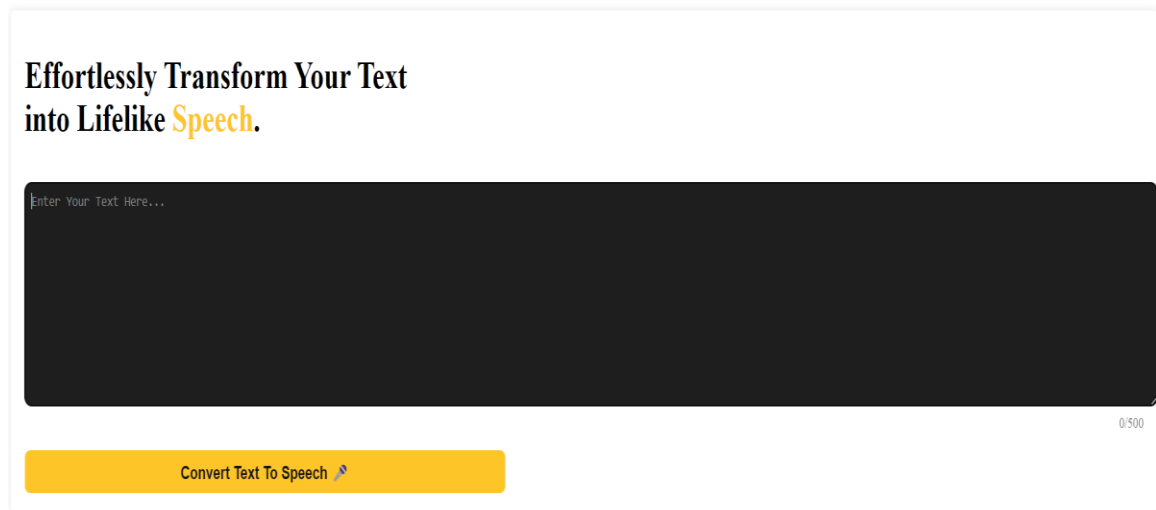 Effortlessly Transform Your Text
into Lifelike Speech.
Enter Your Text Here...
0/500
Convert Text To Speech 🎤